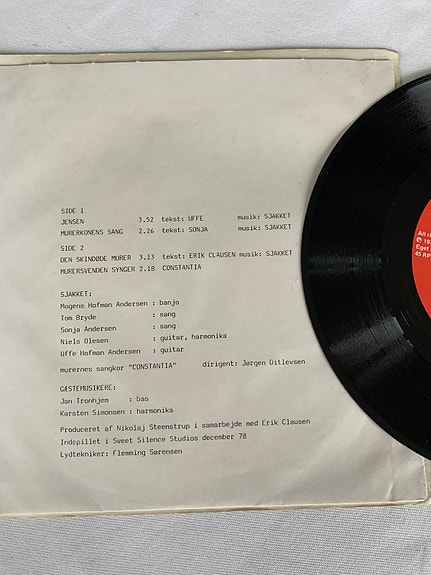 SIDE 1
JENSEN 3.52 tekst: UFFE musik: SJAKKET
MURERKONENS SANG 2.26 tekst: SONJA musik: SJAKKET
SIDE 2
DEN SKINDØDE MURER 3.13 tekst: ERIK CLAUSEN musik: SJAKKET
MURERSVENDEN SYNGER 2.18 CONSTANTIA
SJAKKET:
Mogens Hofman Andersen : banjo
Tom Bryde : sang
Sonja Andersen : sang
Niels Olesen : guitar, harmonika
Uffe Hofman Andersen : guitar
murernes sangkor "CONSTANTIA" dirigent: Jørgen Ditlevsen
GÆSTEMUSIKERE:
Jan Tronhjem : bas
Karsten Simonsen : harmonika
Produceret af Nikolaj Steenstrup i samarbejde med Erik Clausen
Indspillet i Sveet Silence Studios december 78
Lydtekniker: Flemming Sørensen
All r
℗ 19
Eget
45 RP